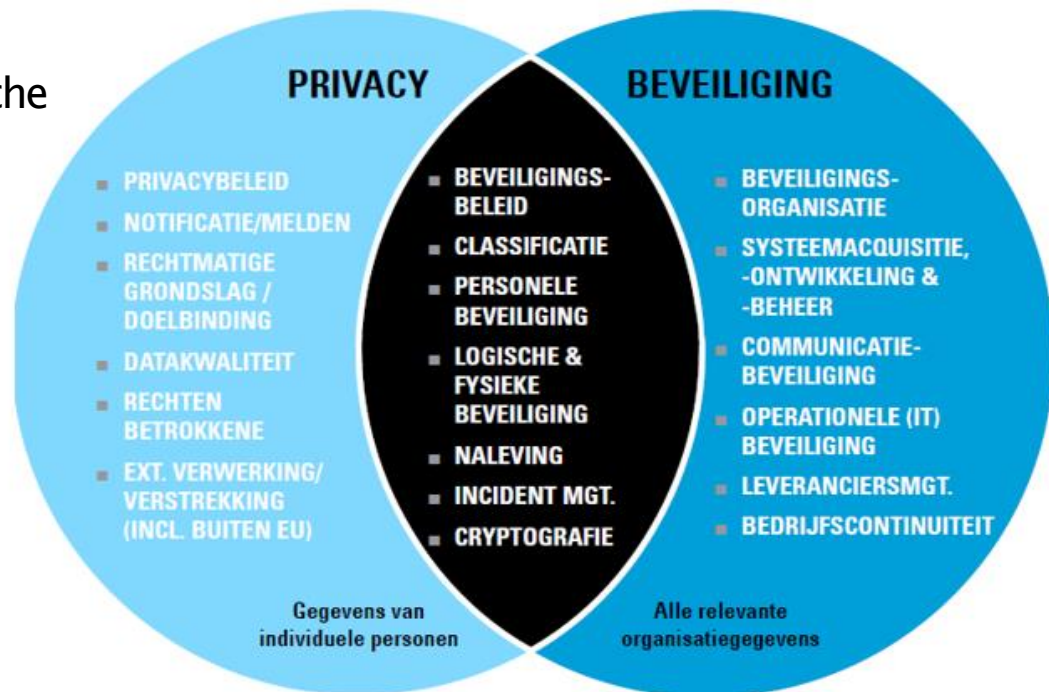 che
PRIVACY
PRIVACYBELEID
NOTIFICATIE/MELDEN
RECHTMATIGE
GRONDSLAG /
DOELBINDING
DATAKWALITEIT
RECHTEN
BETROKKENE
EXT. VERWERKING/
VERSTREKKING
(INCL. BUITEN EU)
Gegevens van
individuele personen
BEVEILIGINGS-
BELEID
CLASSIFICATIE
PERSONELE
BEVEILIGING
LOGISCHE &
FYSIEKE
BEVEILIGING
NALEVING
INCIDENT MGT.
CRYPTOGRAFIE
BEVEILIGING
BEVEILIGINGS-
ORGANISATIE
SYSTEEMACQUISITIE,
-ONTWIKKELING &
-BEHEER
COMMUNICATIE-
BEVEILIGING
OPERATIONELE (IT)
BEVEILIGING
LEVERANCIERSMGT.
BEDRIJFSCONTINUITEIT
Alle relevante
organisatiegegevens